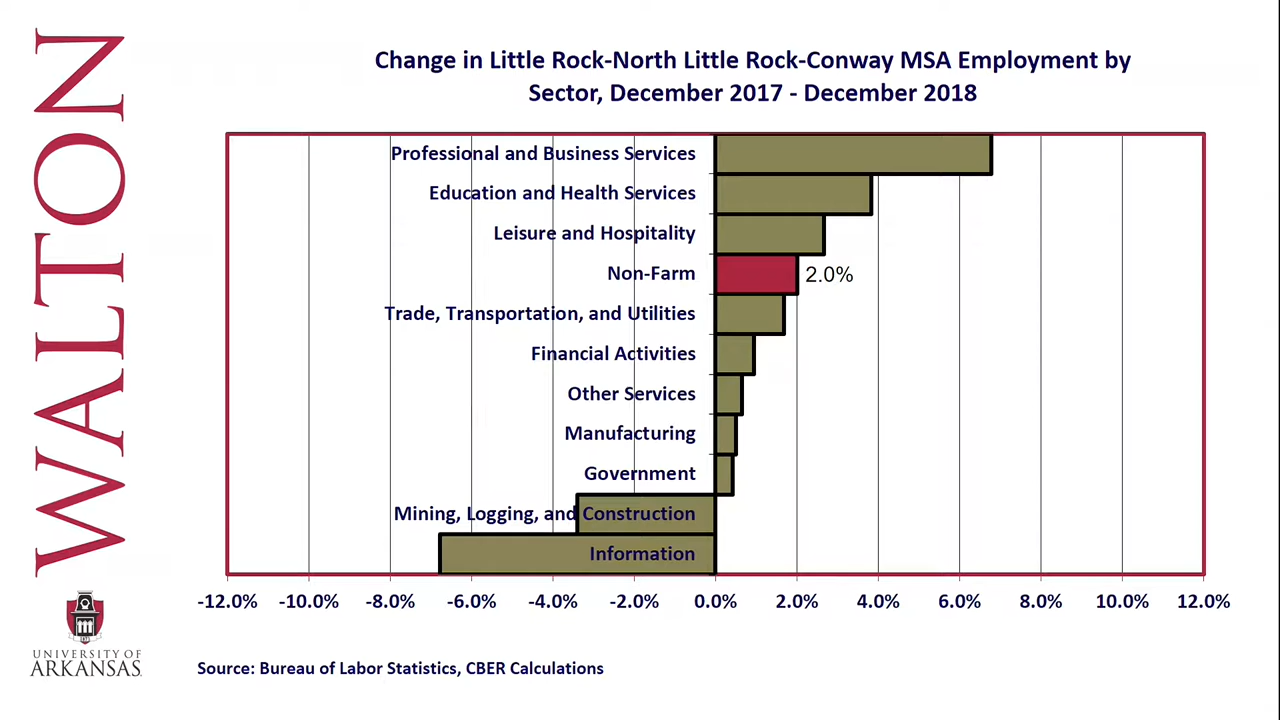 WALTON
UNIVERSITY OF
ARKANSAS
Change in Little Rock-North Little Rock-Conway MSA Employment by
Sector, December 2017 - December 2018
Professional and Business Services
Education and Health Services
Leisure and Hospitality
Non-Farm
2.0%
Trade, Transportation, and Utilities
Financial Activities
Other Services
Manufacturing
Government
Mining, Logging, and Construction
Information
-12.0% -10.0% -8.0% -6.0% -4.0% -2.0% 0.0% 2.0% 4.0% 6.0% 8.0% 10.0% 12.0%
Source: Bureau of Labor Statistics, CBER Calculations